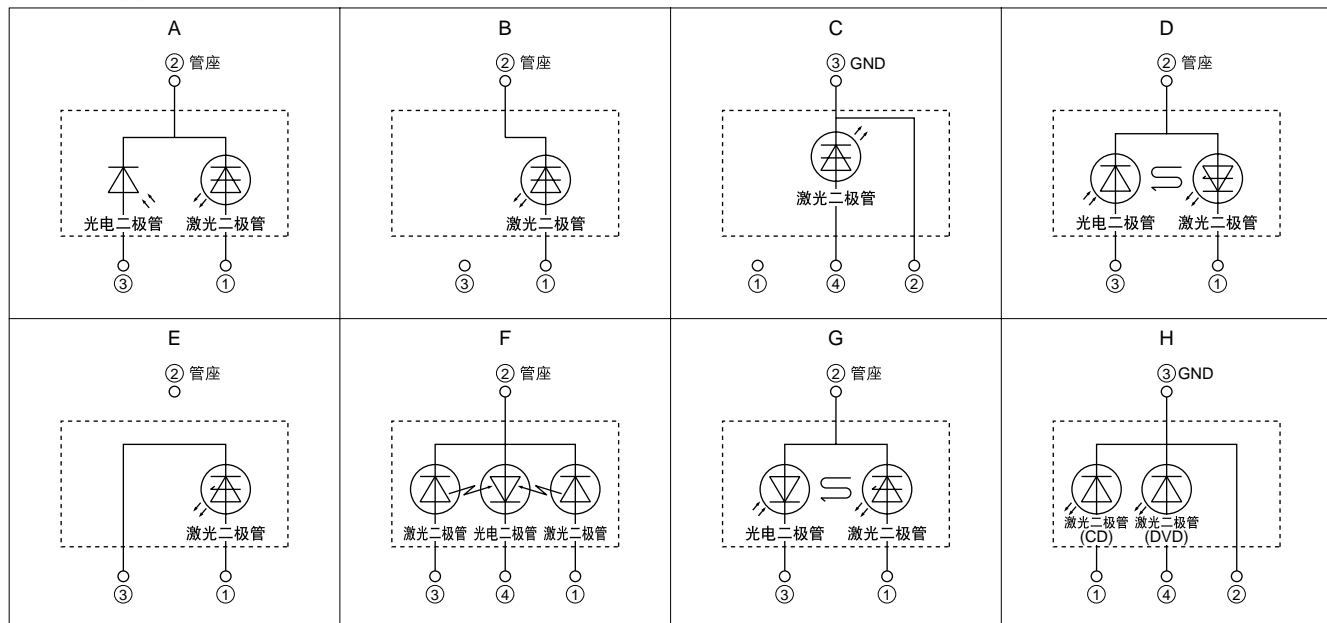 A
② 管座
光电二极管 激光二极管
③ ①
B
② 管座
激光二极管
③ ①
C
③ GND
激光二极管
① ④ ②
D
② 管座
光电二极管 激光二极管
③ ①
E
② 管座
激光二极管
③ ①
F
② 管座
激光二极管 光电二极管 激光二极管
③ ④ ①
G
② 管座
光电二极管 激光二极管
③ ①
H
③ GND
激光二极管 激光二极管
(CD) (DVD)
① ④ ②